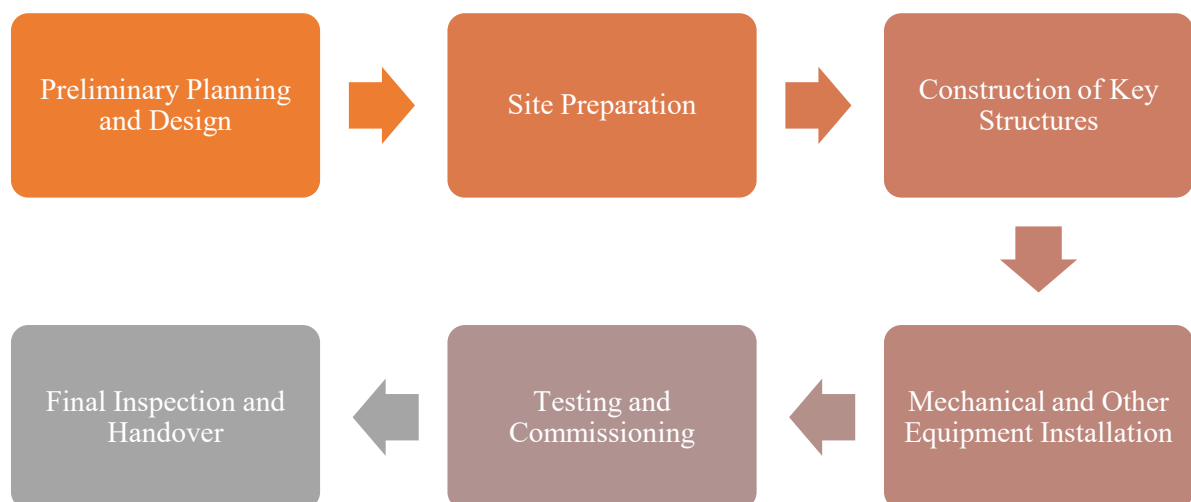 Preliminary Planning
and Design
Site Preparation
Construction of Key
Structures
Mechanical and Other
Equipment Installation
Testing and
Commissioning
Final Inspection and
Handover